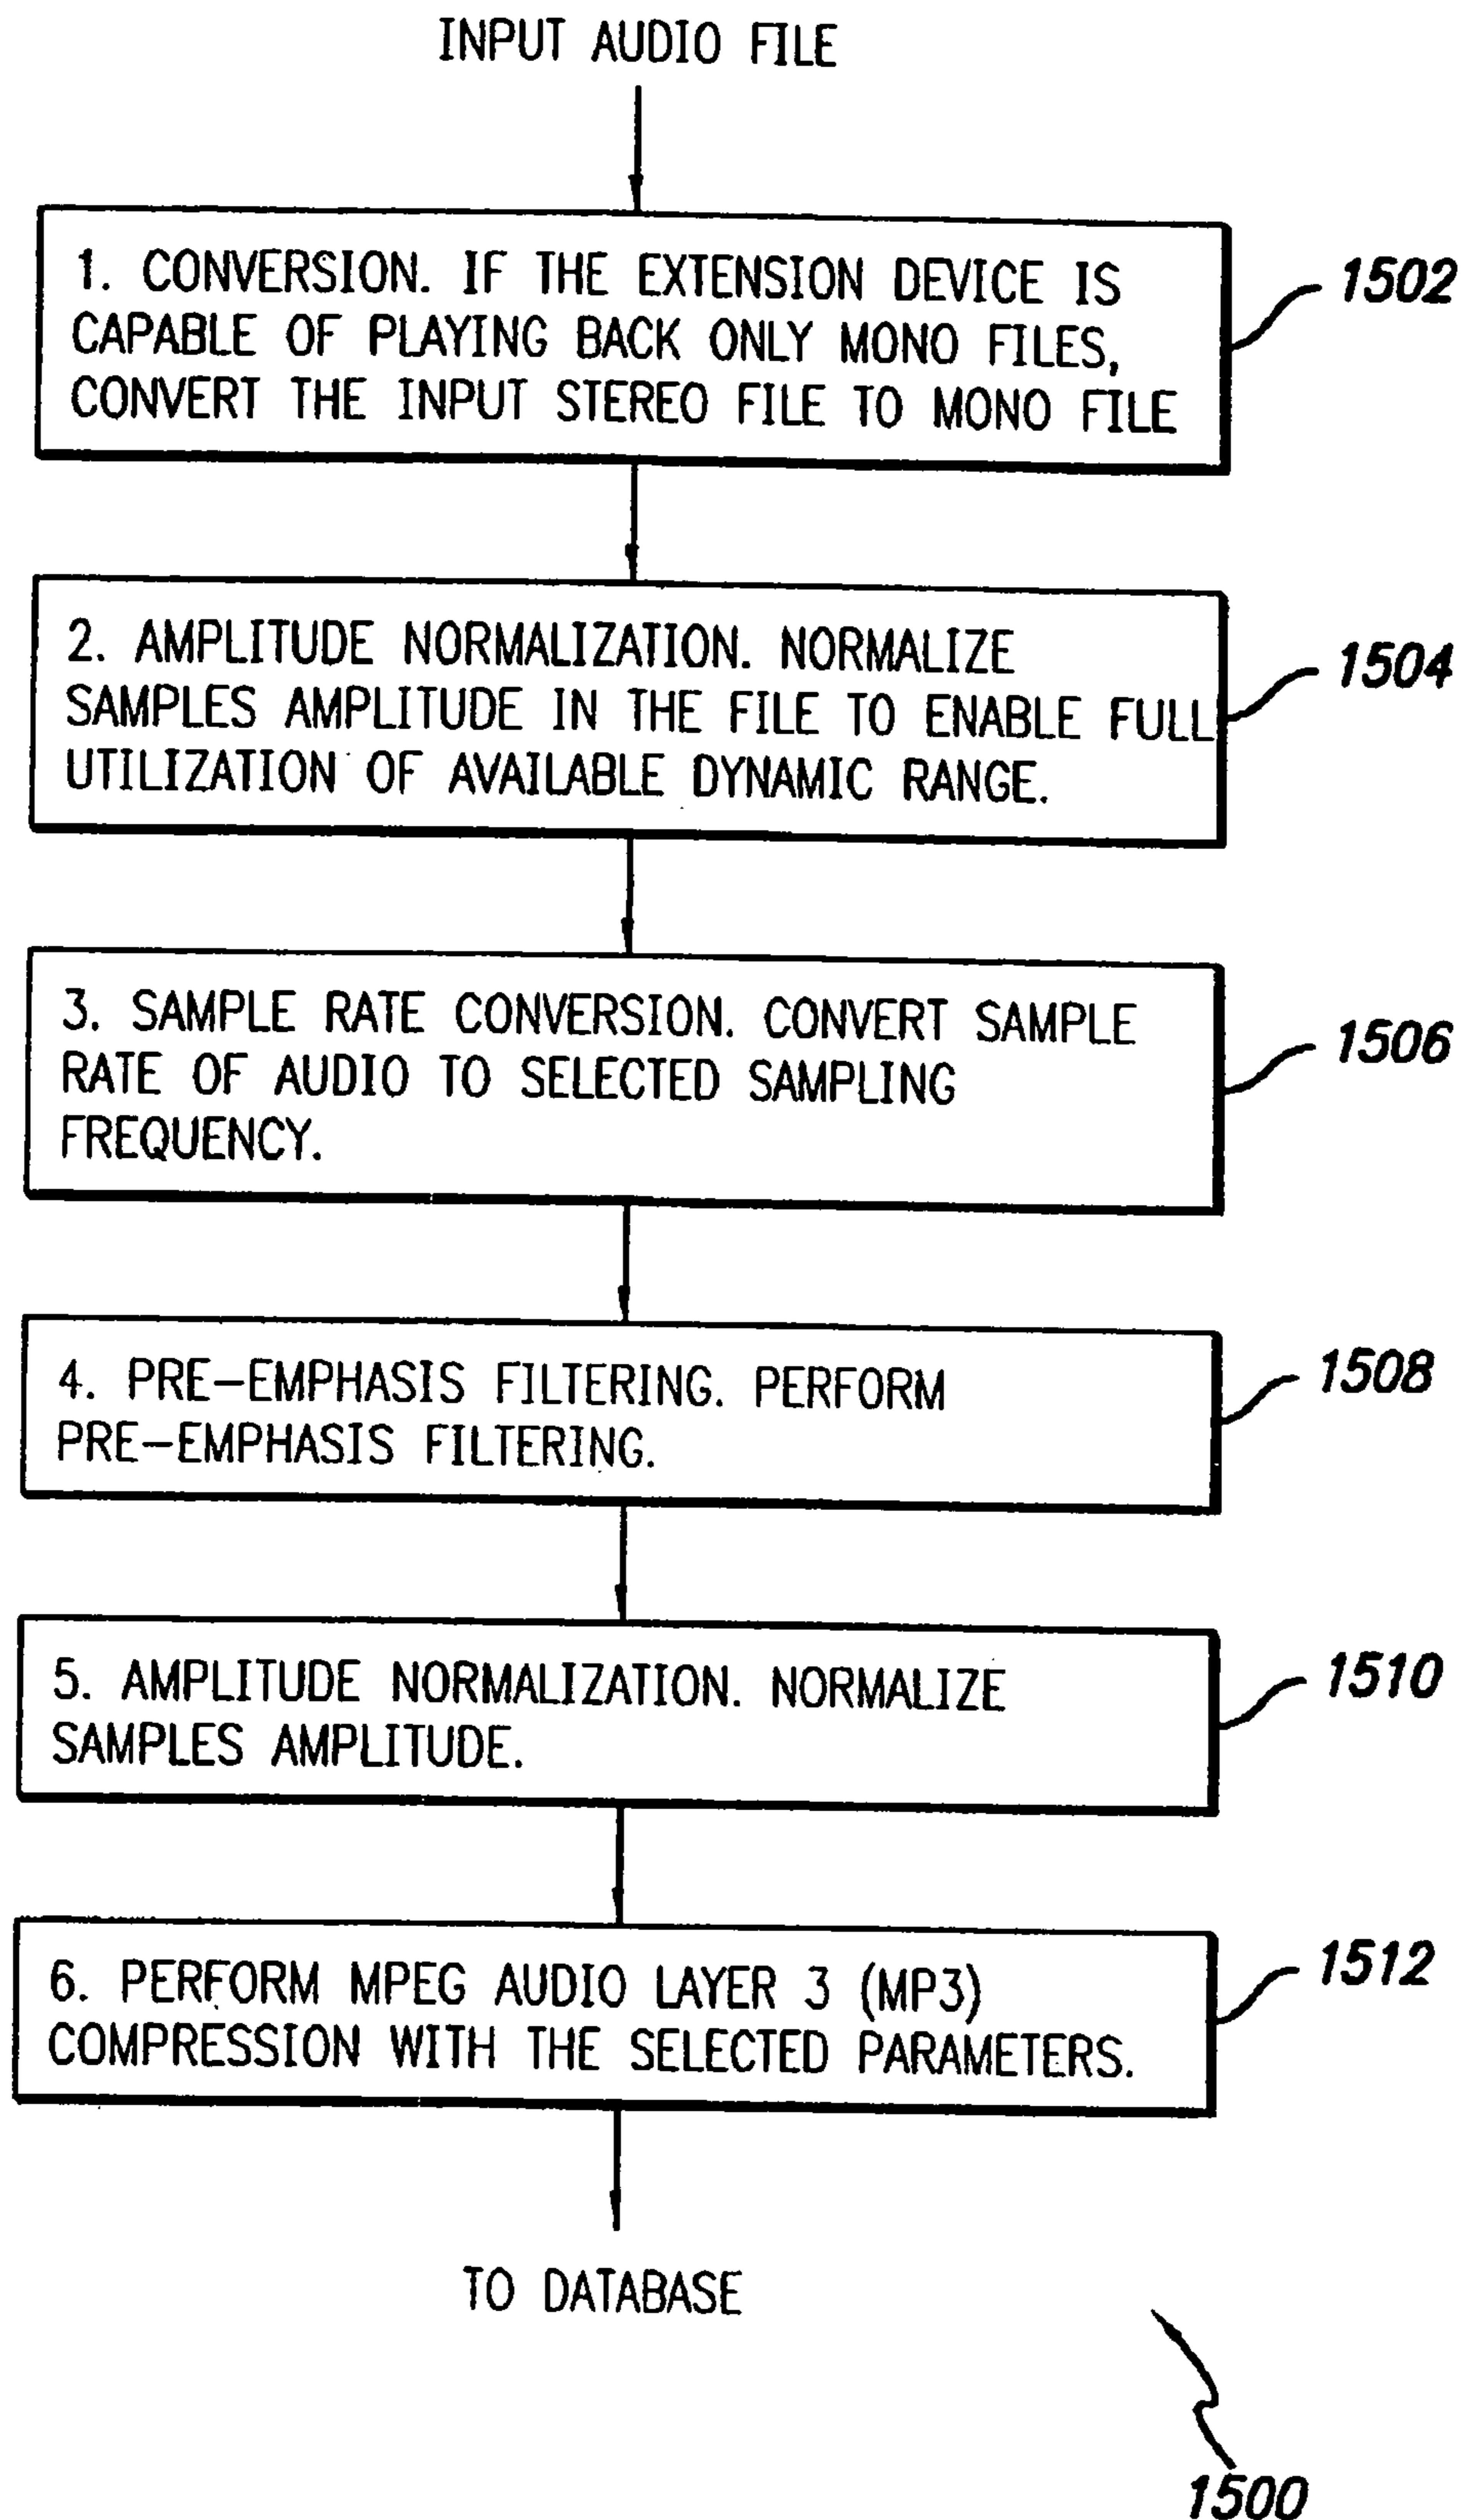 INPUT AUDIO FILE
1. CONVERSION. IF THE EXTENSION DEVICE IS
CAPABLE OF PLAYING BACK ONLY MONO FILES,
CONVERT THE INPUT STEREO FILE TO MONO FILE
1502
2. AMPLITUDE NORMALIZATION. NORMALIZE
SAMPLES AMPLITUDE IN THE FILE TO ENABLE FULL
UTILIZATION OF AVAILABLE DYNAMIC RANGE.
1504
3. SAMPLE RATE CONVERSION. CONVERT SAMPLE
RATE OF AUDIO TO SELECTED SAMPLING
FREQUENCY.
1506
4. PRE-EMPHASIS FILTERING. PERFORM
PRE-EMPHASIS FILTERING.
1508
5. AMPLITUDE NORMALIZATION. NORMALIZE
SAMPLES AMPLITUDE.
1510
6. PERFORM MPEG AUDIO LAYER 3 (MP3)
COMPRESSION WITH THE SELECTED PARAMETERS.
1512
TO DATABASE
1500